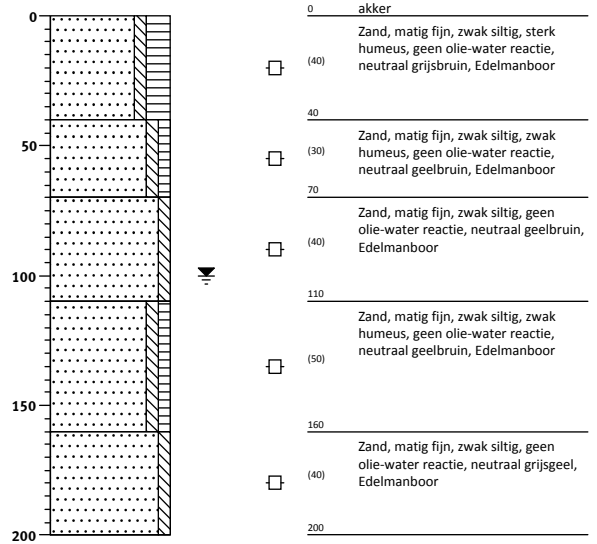 0
50
100
150
200
0 akker
Zand, matig fijn, zwak siltig, sterk
humeus, geen olie-water reactie,
(40)
neutraal grijsbruin, Edelmanboor
40
Zand, matig fijn, zwak siltig, zwak
humeus, geen olie-water reactie,
(30)
neutraal geelbruin, Edelmanboor
70
Zand, matig fijn, zwak siltig, geen
olie-water reactie, neutraal geelbruin,
(40)
Edelmanboor
110
Zand, matig fijn, zwak siltig, zwak
humeus, geen olie-water reactie,
neutraal geelbruin, Edelmanboor
(50)
160
Zand, matig fijn, zwak siltig, geen
olie-water reactie, neutraal grijsgeel,
(40)
Edelmanboor
200